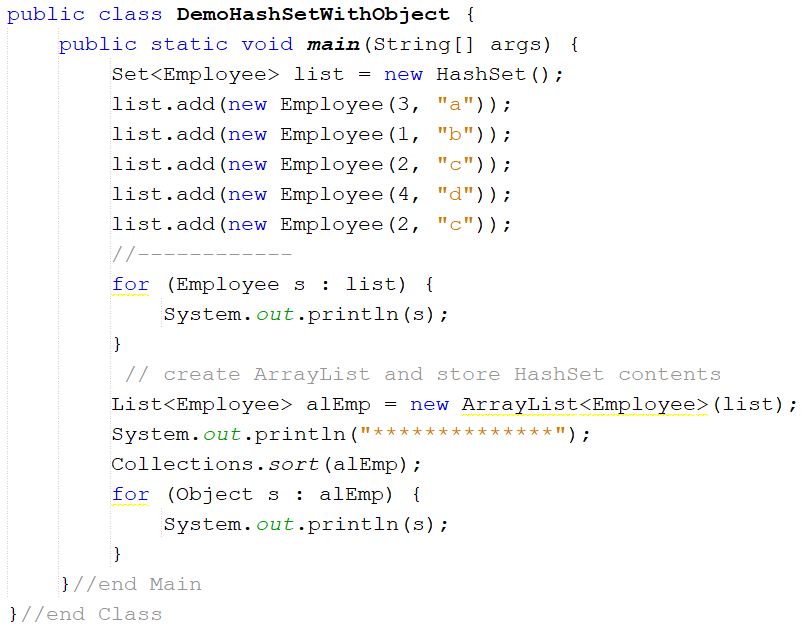 public class DemoHashSetWithObject {
    public static void main(String[] args) {
        Set<Employee> list = new HashSet();
        list.add(new Employee(3, "a"));
        list.add(new Employee(1, "b"));
        list.add(new Employee(2, "c"));
        list.add(new Employee(4, "d"));
        list.add(new Employee(2, "c"));
        //------------
        for (Employee s : list) {
            System.out.println(s);
        }
         // create ArrayList and store HashSet contents
        List<Employee> alEmp = new ArrayList<Employee>(list);
        System.out.println("**************");
        Collections.sort(alEmp);
        for (Object s : alEmp) {
            System.out.println(s);
        }
    }//end Main
}//end Class